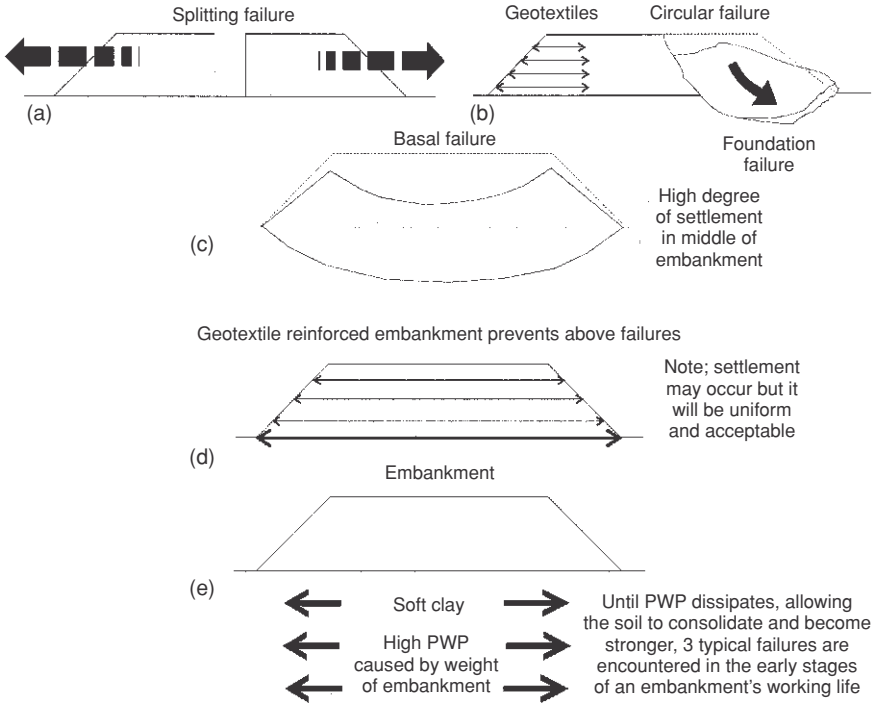 Splitting failure
(a)
Geotextiles
Circular failure
(b)
Foundation
failure
Basal failure
(c)
High degree
of settlement
in middle of
embankment
Geotextile reinforced embankment prevents above failures
(d)
Note; settlement
may occur but it
will be uniform
and acceptable
Embankment
(e)
Soft clay
High PWP
caused by weight
of embankment
Until PWP dissipates, allowing
the soil to consolidate and become
stronger, 3 typical failures are
encountered in the early stages
of an embankment's working life